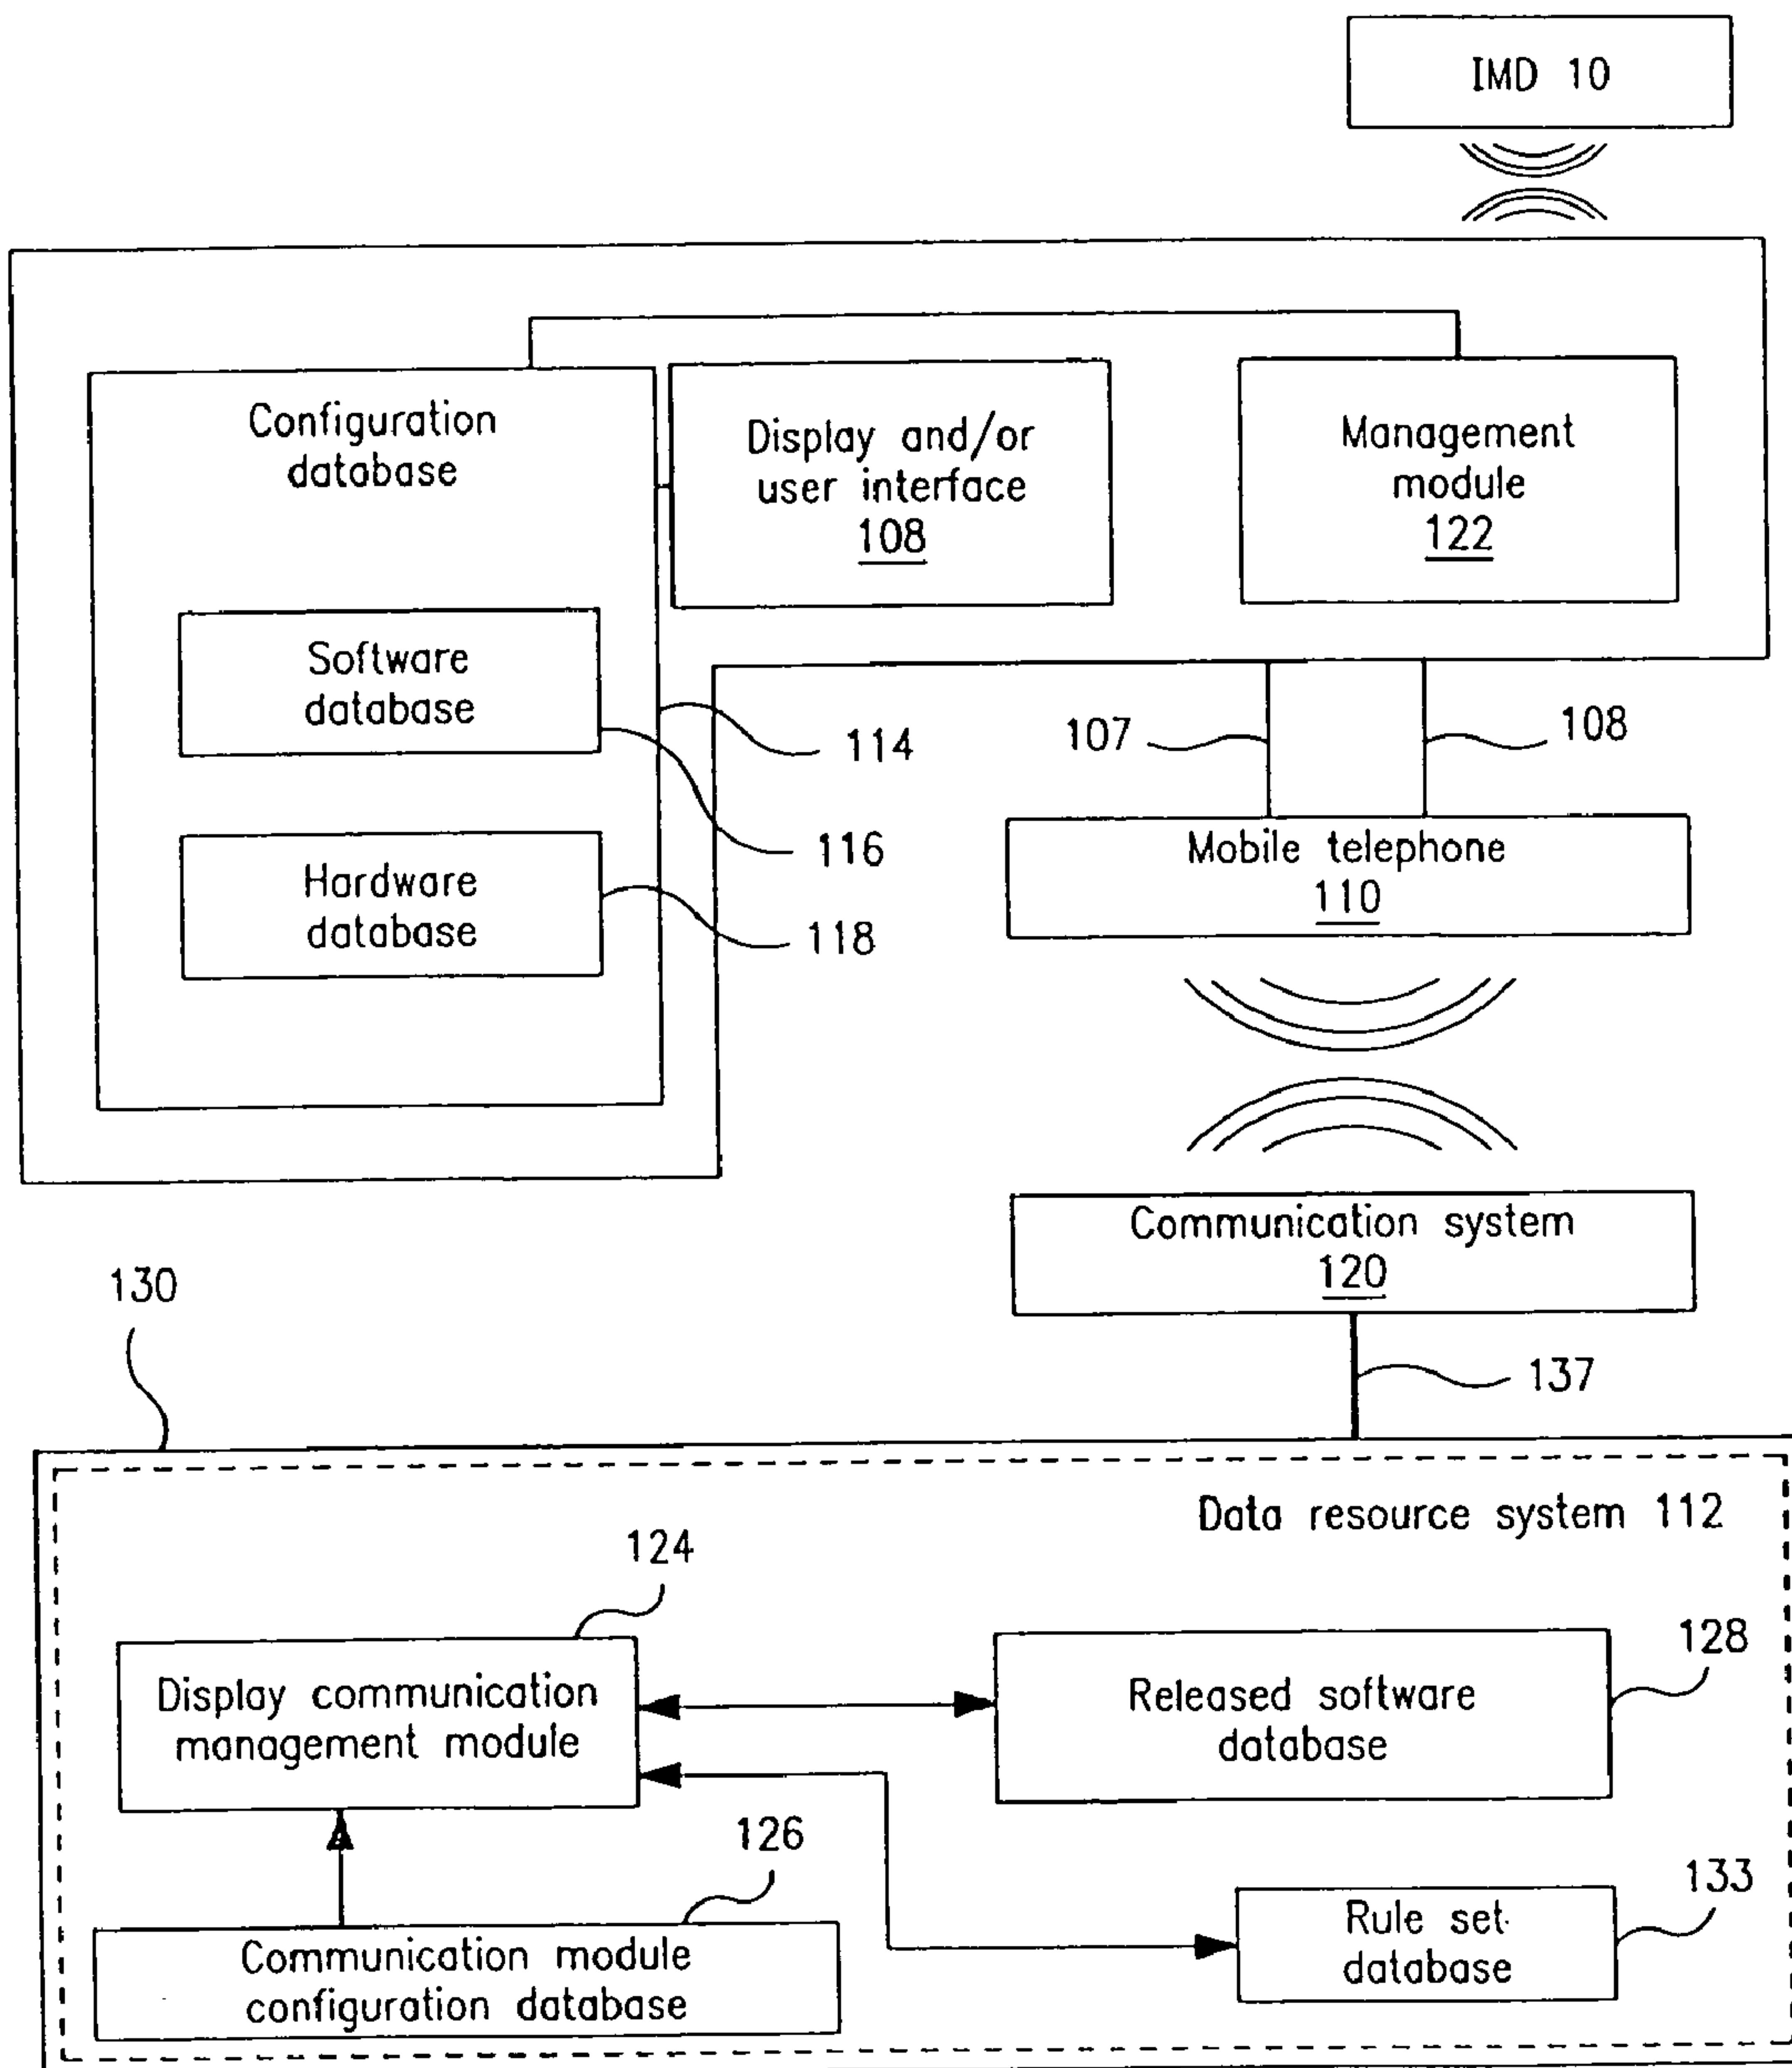 IMD 10
Configuration
database
Display and/or
user interface
108
Management
module
122
Software
database
114
107
108
116
Mobile telephone
110
Hardware
database
118
Communication system
120
130
137
Data resource system 112
124
128
Display communication
management module
Released software
database
126
133
Communication module
configuration database
Rule set
database